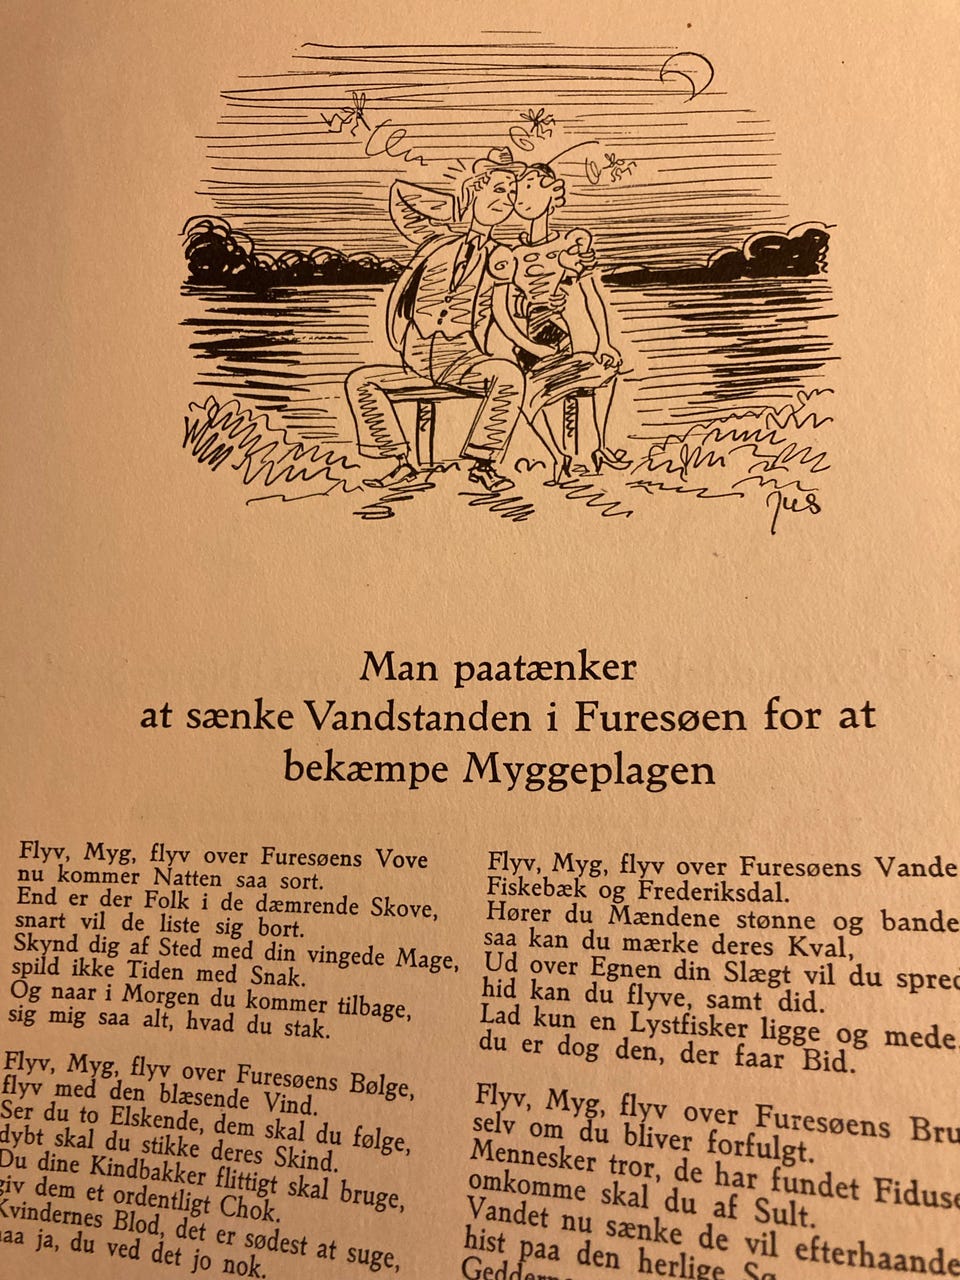 Jus
Man paatænker
at sænke Vandstanden i Furesøen for at
bekæmpe Myggeplagen
Flyv, Myg, flyv over Furesøens Vove
nu kommer Natten saa sort.
End er der Folk i de dæmrende Skove,
snart vil de liste sig bort.
Skynd dig af Sted med din vingede Mage,
spild ikke Tiden med Snak.
Og naar i Morgen du kommer tilbage,
sig mig saa alt, hvad du stak.
Flyv, Myg, flyv over Furesøens Bølge,
flyv med den blæsende Vind.
Ser du to Elskende, dem skal du følge,
dybt skal du stikke deres Skind.
Du dine Kindbakker flittigt skal bruge,
giv dem et ordentligt Chok.
Kvindernes Blod, det er sødest at suge,
ja, du ved det jo nok.
Flyv, Myg, flyv over Furesøens Vande
Fiskebæk og Frederiksdal.
Hører du Mændene stønne og bande
saa kan du mærke deres Kval,
Ud over Egnen din Slægt vil du spred
hid kan du flyve, samt did.
Lad kun en Lystfisker ligge og mede
du er dog den, der faar Bid.
Flyv, Myg, flyv over Furesøens Bru
selv om du bliver forfulgt.
Mennesker tror, de har fundet Fidus
omkomme skal du af Sult.
Vandet nu sænke de vil efterhaande
hist paa den herlige Sø